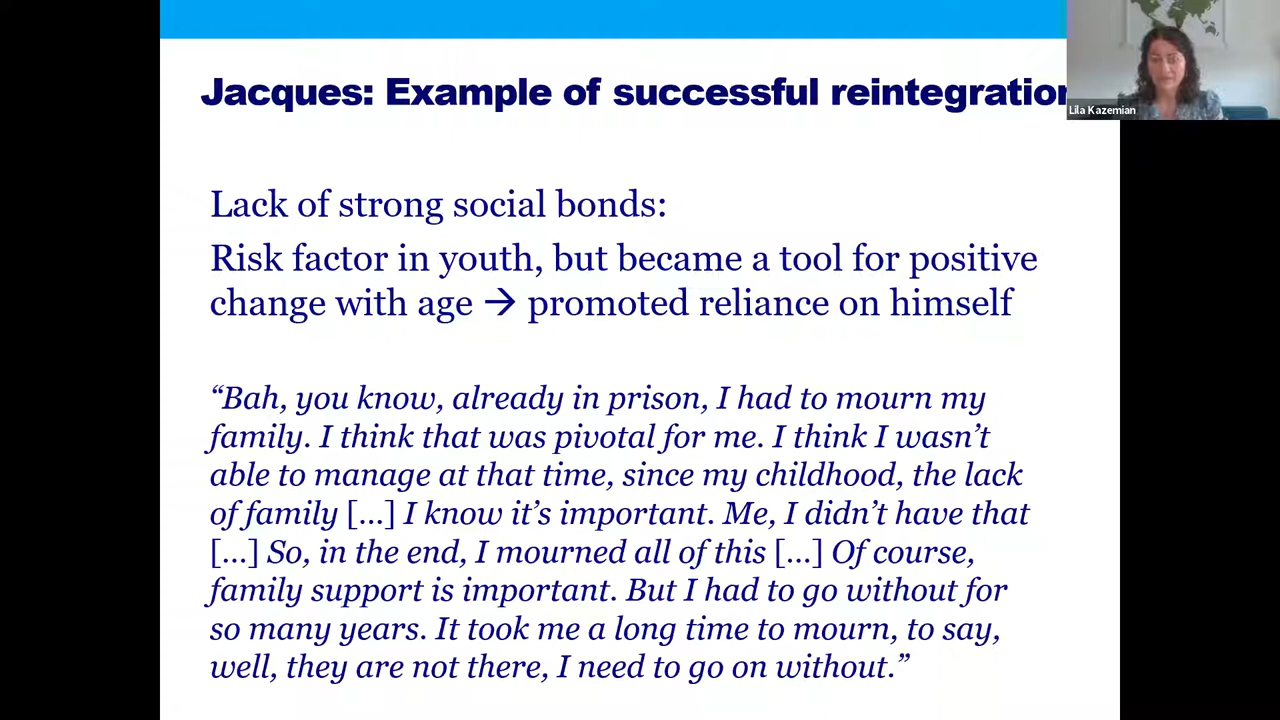 Jacques: Example of successful reintegration
Lila Kazemian
Lack of strong social bonds:
Risk factor in youth, but became a tool for positive
change with age → promoted reliance on himself
“Bah, you know, already in prison, I had to mourn my
family. I think that was pivotal for me. I think I wasn’t
able to manage at that time, since my childhood, the lack
of family […] I know it’s important. Me, I didn’t have that
[…] So, in the end, I mourned all of this […] Of course,
family support is important. But I had to go without for
so many years. It took me a long time to mourn, to say,
well, they are not there, I need to go on without.”